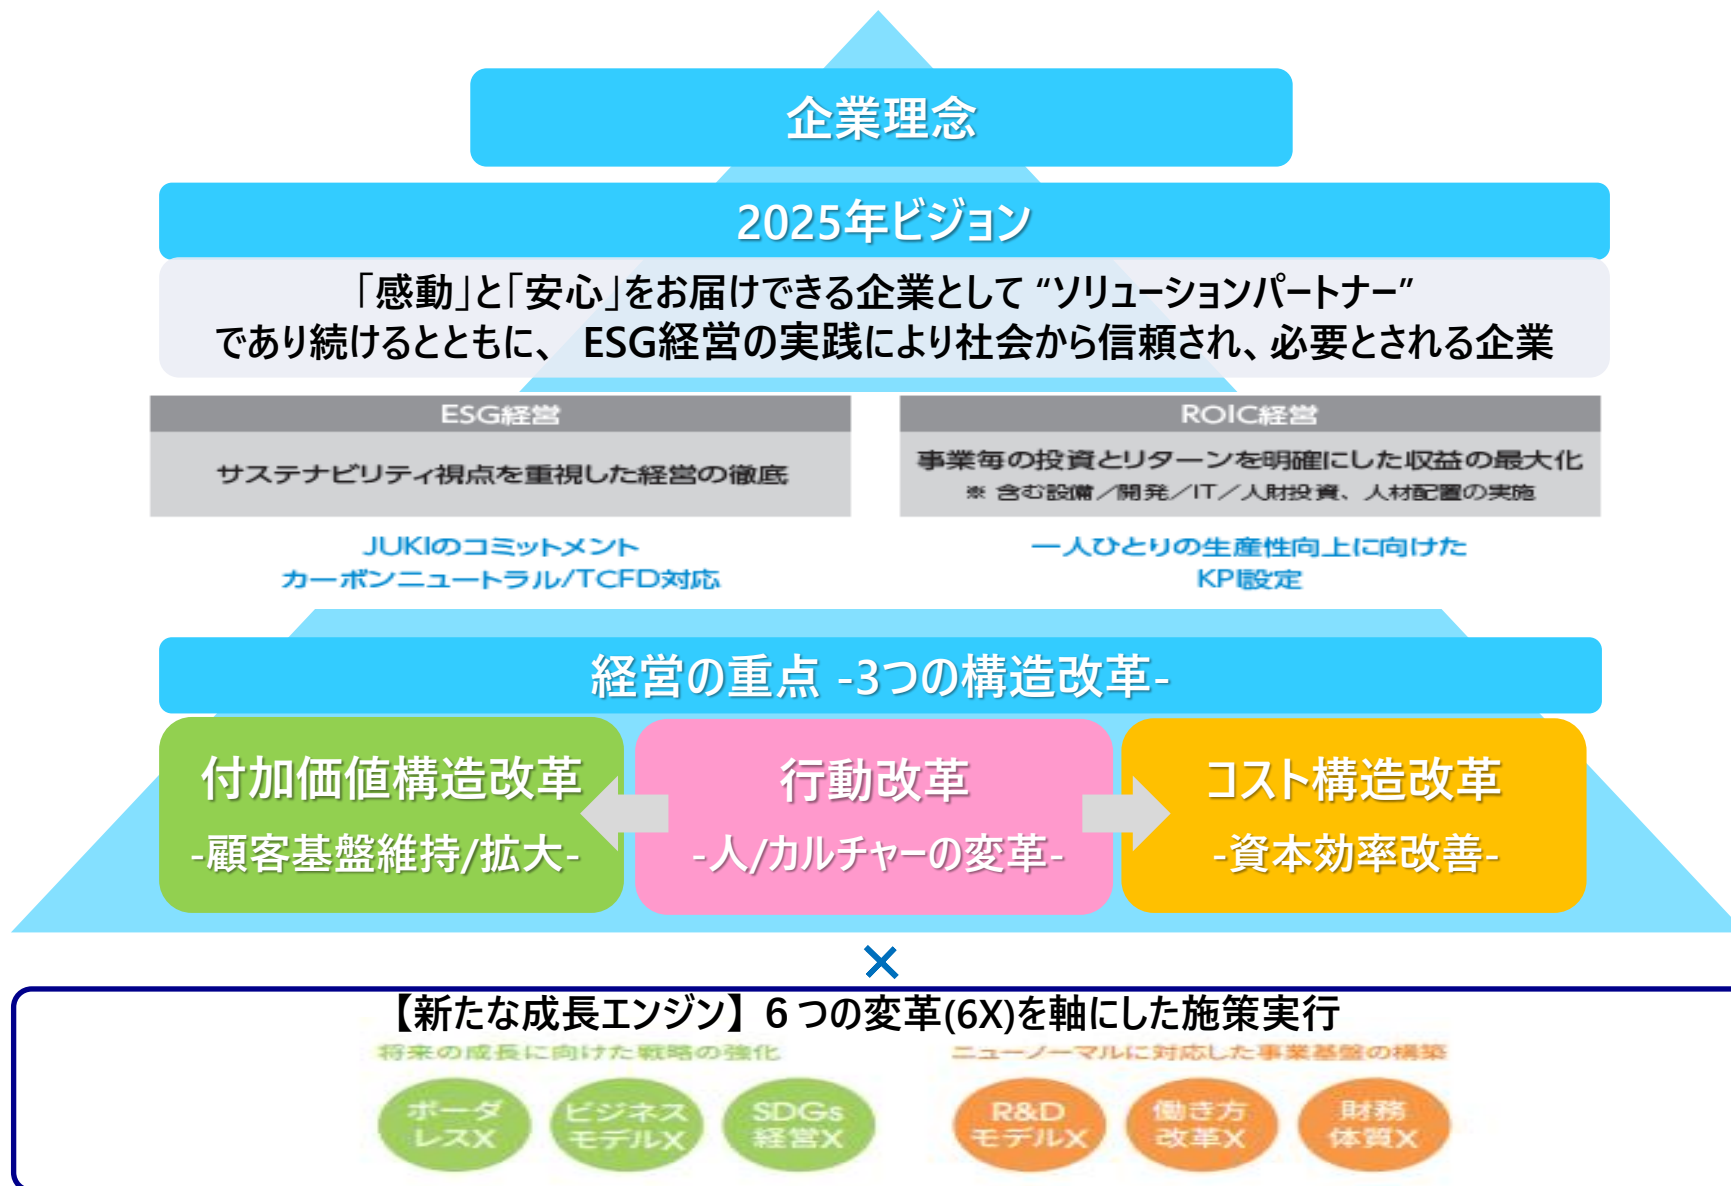 企業理念
2025年ビジョン
「感動」と「安心」をお届けできる企業として “ソリューションパートナー”
であり続けるとともに、 ESG経営の実践により社会から信頼され、必要とされる企業
ESG経営
サステナビリティ視点を重視した経営の徹底
JUKIのコミットメント
カーボンニュートラル/TCFD対応
ROIC経営
事業毎の投資とリターンを明確にした収益の最大化
※ 含む設備／開発／IT／人財投資、人材配置の実施
一人ひとりの生産性向上に向けた
KPI設定
経営の重点 -3つの構造改革-
付加価値構造改革
-顧客基盤維持/拡大-
行動改革
-人/カルチャーの変革-
コスト構造改革
-資本効率改善-
×
【新たな成長エンジン】６つの変革(6X)を軸にした施策実行
将来の成長に向けた戦略の強化
ボーダ
レスX
ビジネス
モデルX
SDGs
経営X
ニューノーマルに対応した事業基盤の構築
R&D
モデルX
働き方
改革X
財務
体質X